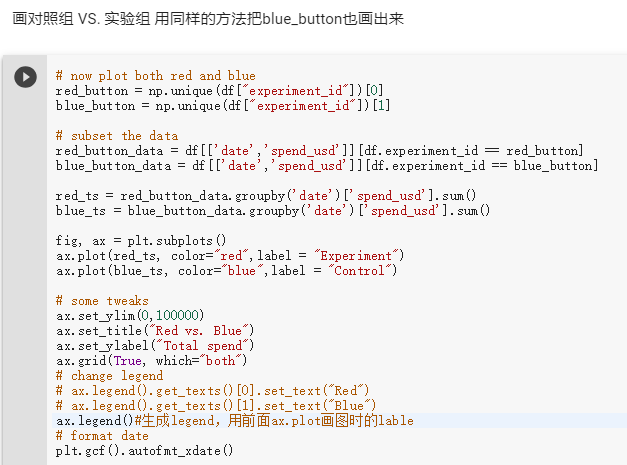 画对照组 VS. 实验组 用同样的方法把blue_button也画出来
# now plot both red and blue
red_button = np.unique(df["experiment_id"])[0]
blue_button = np.unique(df["experiment_id"])[1]
# subset the data
red_button_data = df[['date','spend_usd']][df.experiment_id == red_button]
blue_button_data = df[['date','spend_usd']][df.experiment_id == blue_button]
red_ts = red_button_data.groupby('date')['spend_usd'].sum()
blue_ts = blue_button_data.groupby('date')['spend_usd'].sum()
fig, ax = plt.subplots()
ax.plot(red_ts, color="red",label = "Experiment")
ax.plot(blue_ts, color="blue",label = "Control")
# some tweaks
ax.set_ylim(0,100000)
ax.set_title("Red vs. Blue")
ax.set_ylabel("Total spend")
ax.grid(True, which="both")
# change legend
# ax.legend().get_texts()[0].set_text("Red")
# ax.legend().get_texts()[1].set_text("Blue")
ax.legend()#生成legend，用前面ax.plot画图时的lable
# format date
plt.gcf().autofmt_xdate()